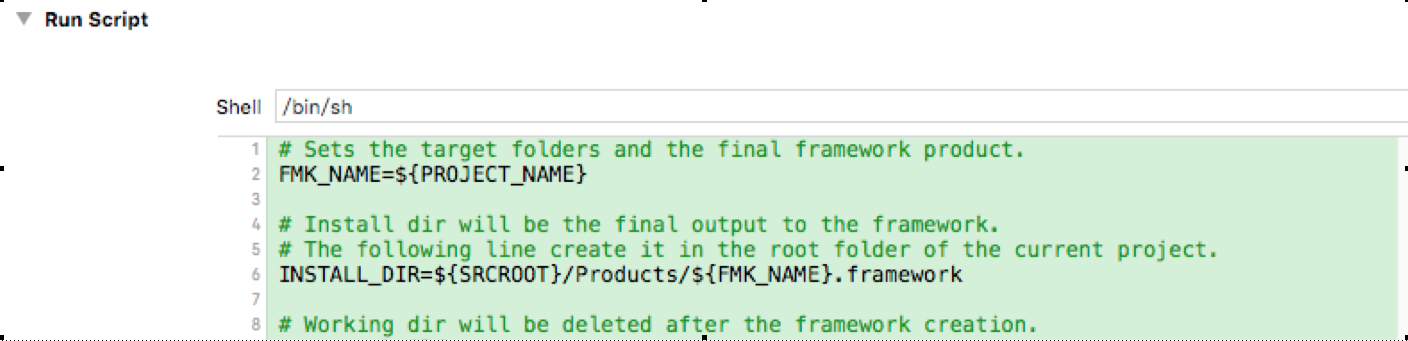 Run Script
Shell /bin/sh
1 # Sets the target folders and the final framework product.
2 FMK_NAME=${PROJECT_NAME}
3
4 # Install dir will be the final output to the framework.
5 # The following line create it in the root folder of the current project.
6 INSTALL_DIR=${SRCROOT}/Products/${FMK_NAME}.framework
7
8 # Working dir will be deleted after the framework creation.